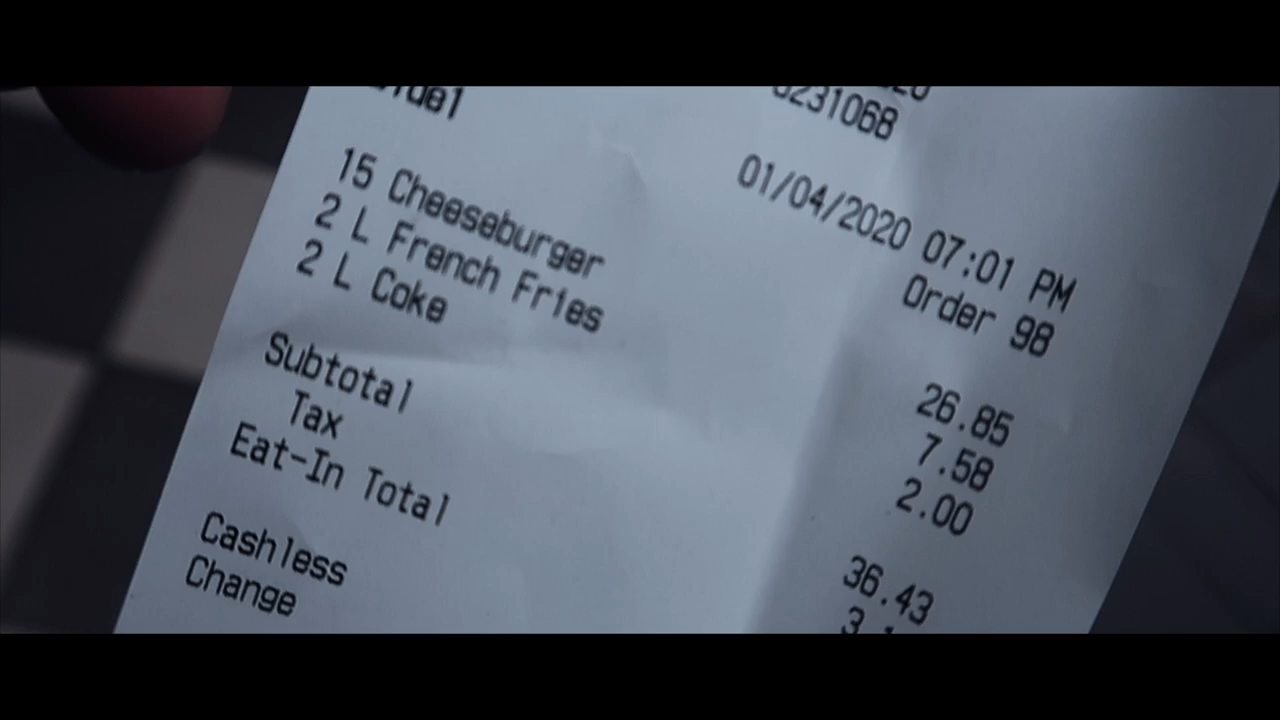 231068
01/04/2020 07:01 PM
Order 98
15 Cheeseburger 26.85
2 L French Fries 7.58
2 L Coke 2.00
Subtotal 36.43
Tax
Eat-In Total
Cashless
Change